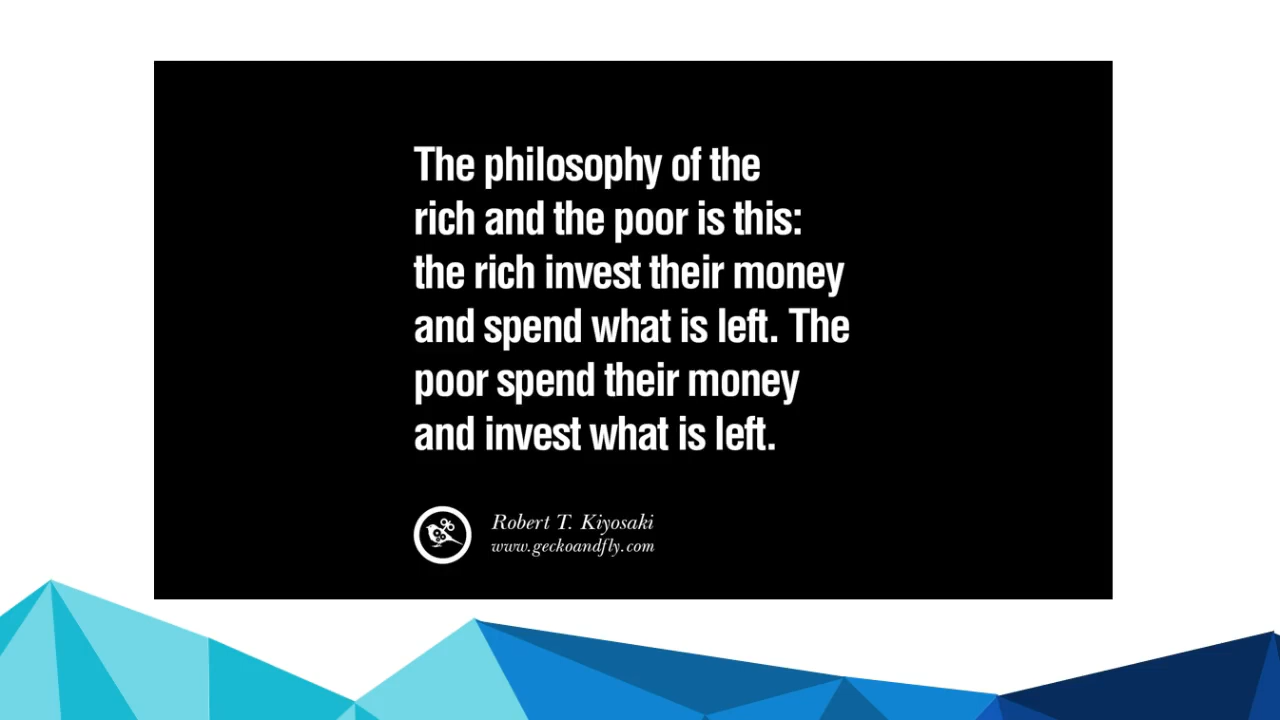 The philosophy of the
rich and the poor is this:
the rich invest their money
and spend what is left. The
poor spend their money
and invest what is left.
Robert T. Kiyosaki
www.geckoandfly.com